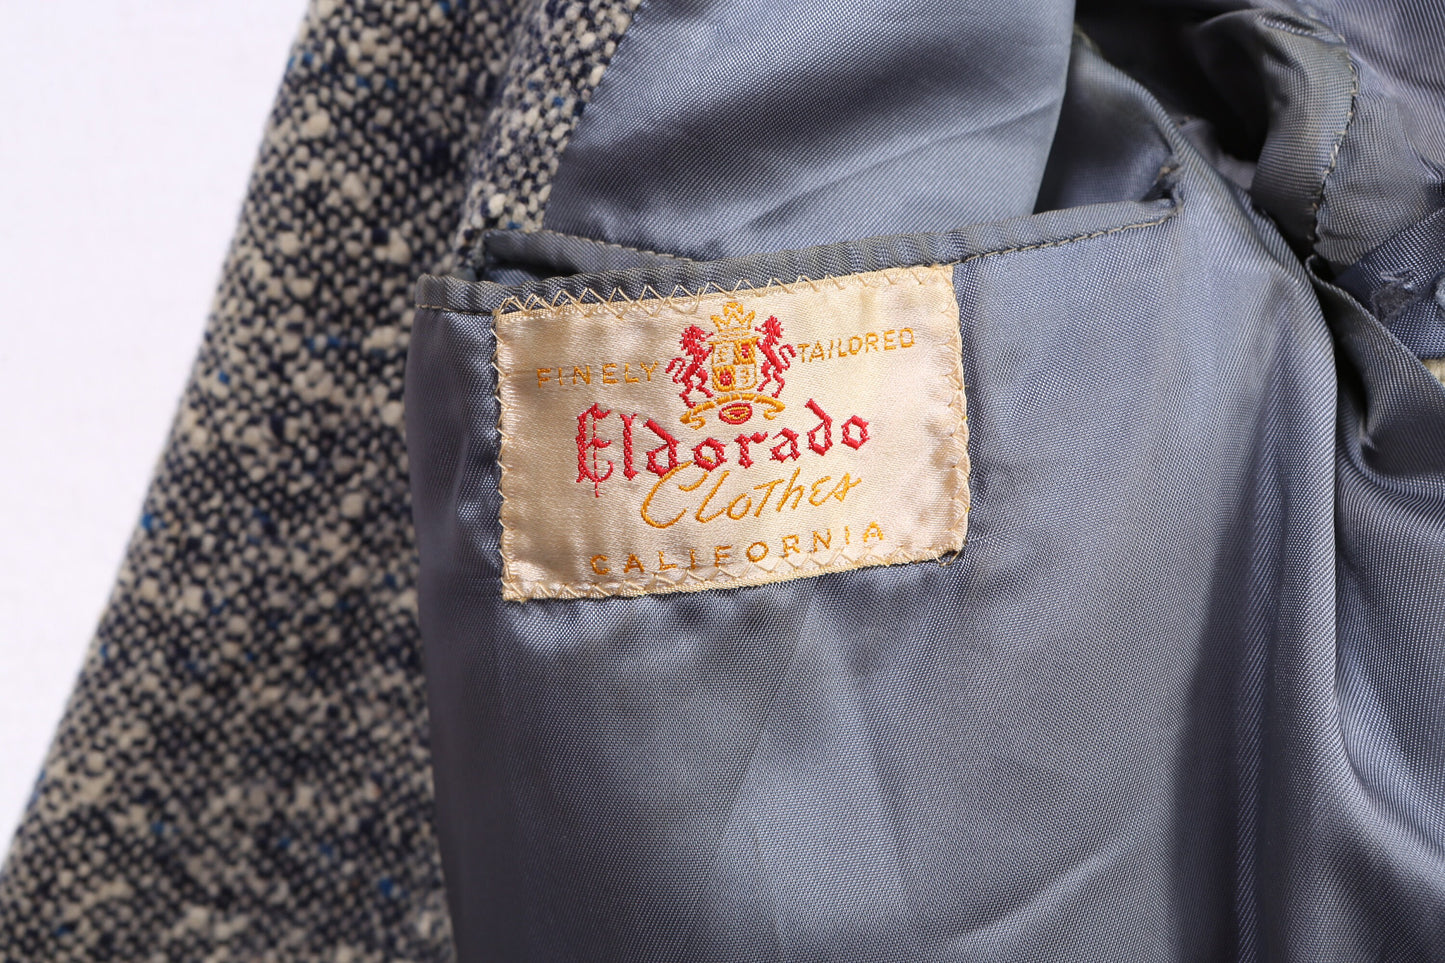 FINELY TAILORED
Eldorado
Clothes
CALIFORNIA